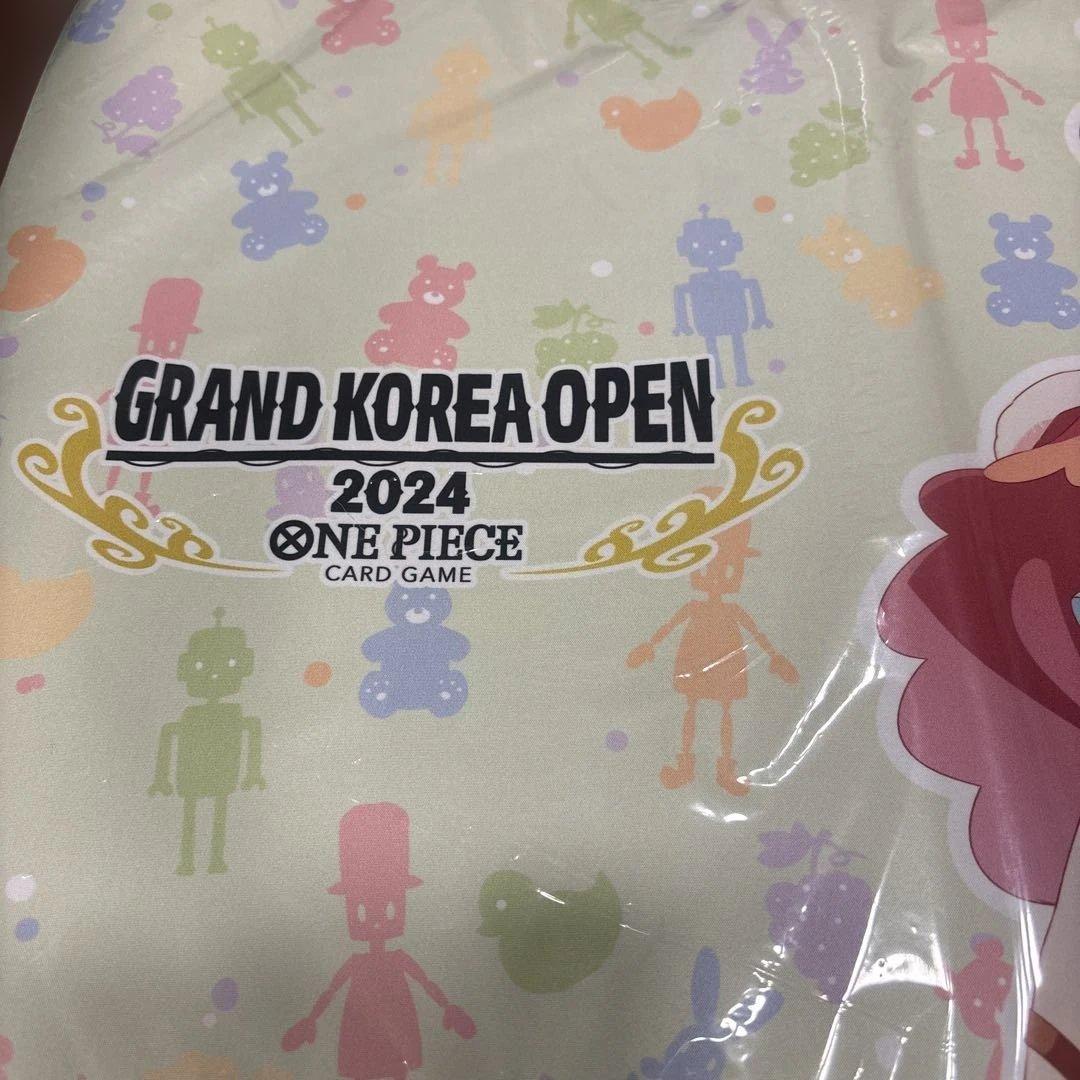 GRAND KOREA OPEN
2024
ONE PIECE
CARD GAME